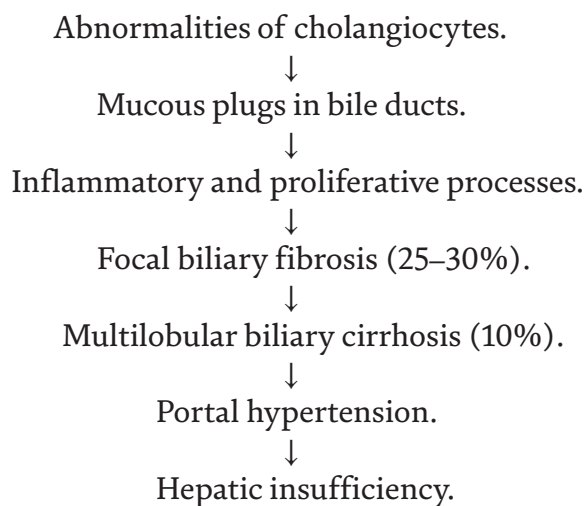 Abnormalities of cholangiocytes.
↓
Mucous plugs in bile ducts.
↓
Inflammatory and proliferative processes.
↓
Focal biliary fibrosis (25–30%).
↓
Multilobular biliary cirrhosis (10%).
↓
Portal hypertension.
↓
Hepatic insufficiency.